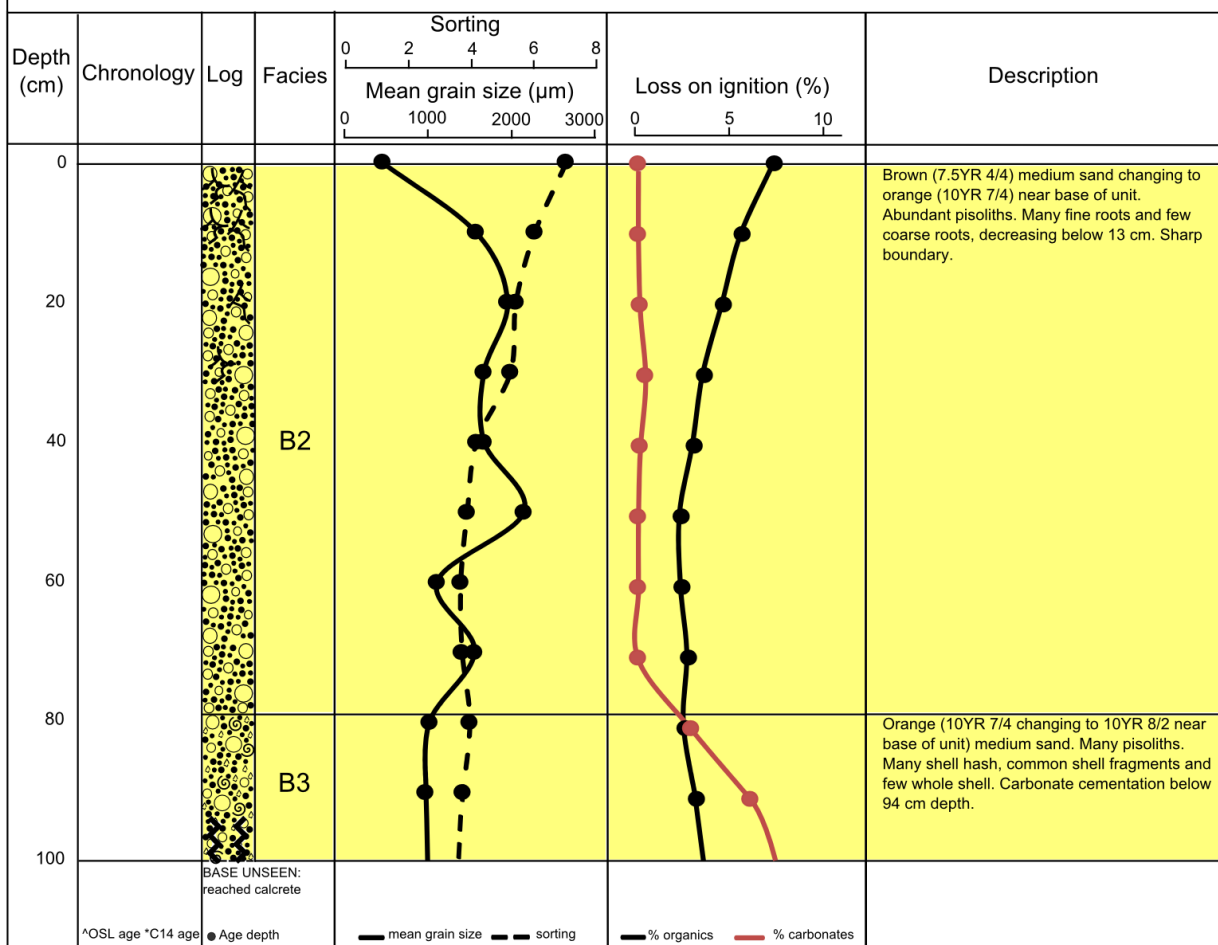 Depth
(cm)
Chronology
Log
Facies
Sorting
0 2 4 6 8
Mean grain size (µm)
0 1000 2000 3000
Loss on ignition (%)
0 5 10
Description
0
20
40
60
80
100
B2
B3
Brown (7.5YR 4/4) medium sand changing to
orange (10YR 7/4) near base of unit.
Abundant pisoliths. Many fine roots and few
coarse roots, decreasing below 13 cm. Sharp
boundary.
Orange (10YR 7/4 changing to 10YR 8/2 near
base of unit) medium sand. Many pisoliths.
Many shell hash, common shell fragments and
few whole shell. Carbonate cementation below
94 cm depth.
BASE UNSEEN:
reached calcrete
^OSL age *C14 age
Age depth
mean grain size
sorting
% organics
% carbonates